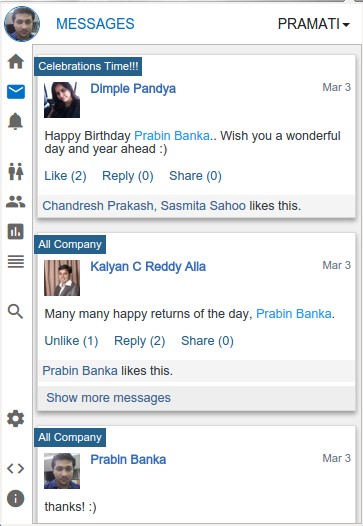 MESSAGES
PRAMATI
Celebrations Time!!!
DImple Pandya
Mar 3
Happy Birthday Prabin Banka.. Wish you a wonderful
day and year ahead :)
Like (2) Reply (0) Share (0)
Chandresh Prakash, Sasmita Sahoo likes this.
All Company
Kalyan C Reddy Alla
Mar 3
Many many happy returns of the day, Prabin Banka.
Unlike (1) Reply (2) Share (0)
Prabin Banka likes this.
Show more messages
All Company
Prabin Banka
Mar 3
thanks! :)